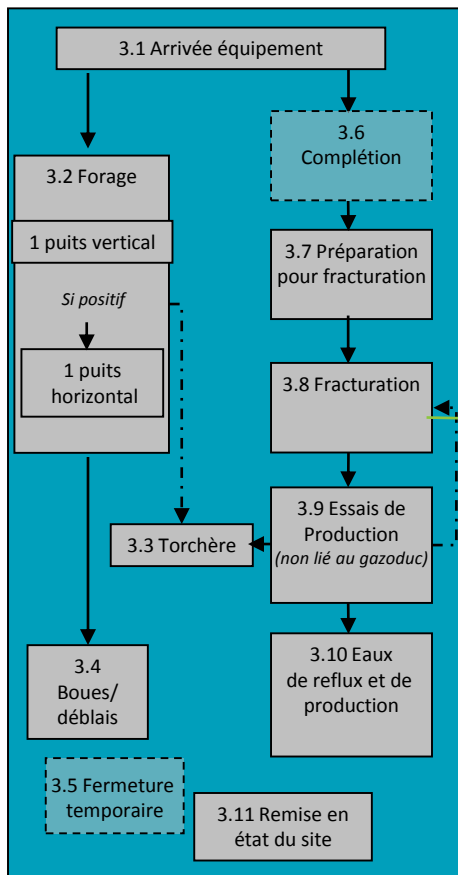 3.1 Arrivée équipement
3.2 Forage
1 puits vertical
Si positif
1 puits
horizontal
3.3 Torchère
3.4
Boues/
déblais
3.5 Fermeture
temporaire
3.6
Complétion
3.7 Préparation
pour fracturation
3.8 Fracturation
3.9 Essais de
Production
(non lié au gazoduc)
3.10 Eaux
de reflux et de
production
3.11 Remise en
état du site